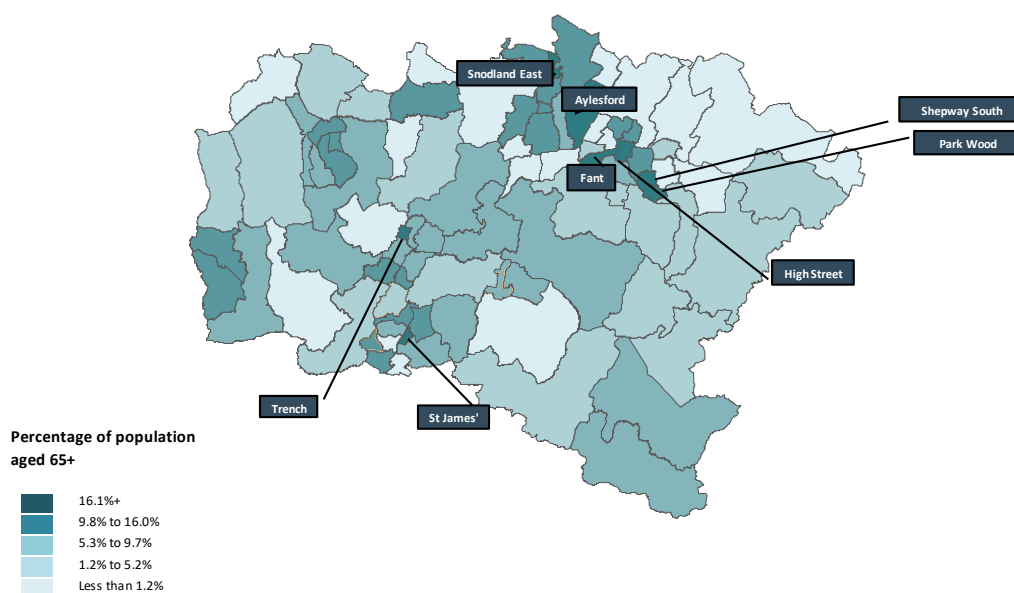 Snodland East
Aylesford
Shepway South
Park Wood
Fant
High Street
Trench
St James'
Percentage of population
aged 65+
16.1%+
9.8% to 16.0%
5.3% to 9.7%
1.2% to 5.2%
Less than 1.2%